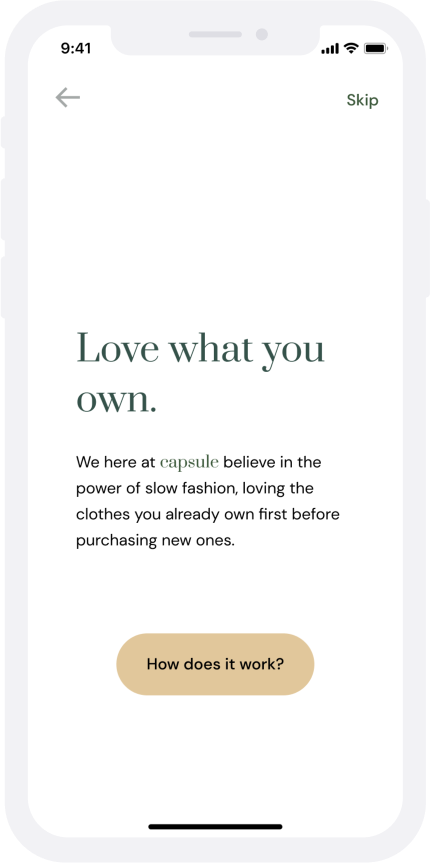 9:41
Skip
Love what you
own.
We here at capsule believe in the
power of slow fashion, loving the
clothes you already own first before
purchasing new ones.
How does it work?